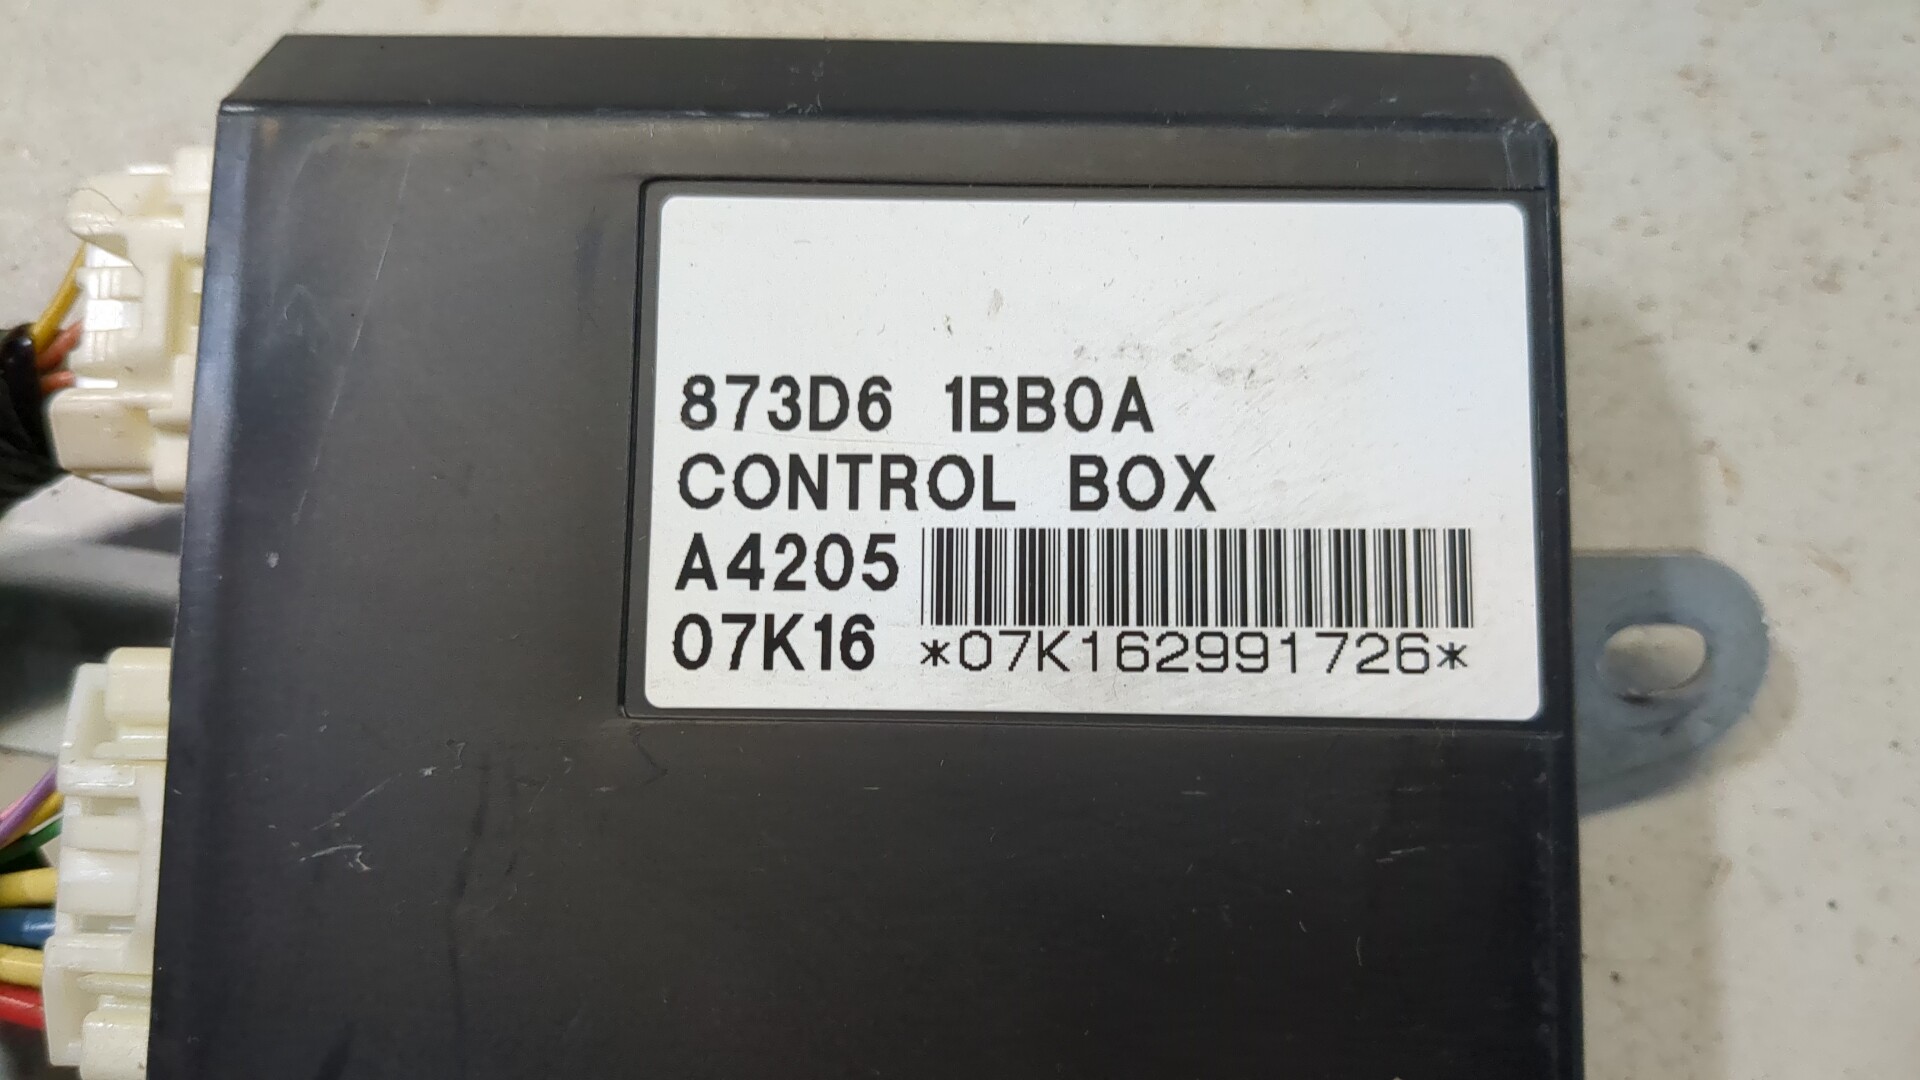 873D6 1BB0A
CONTROL BOX
A4205
07K16 *07K162991726*